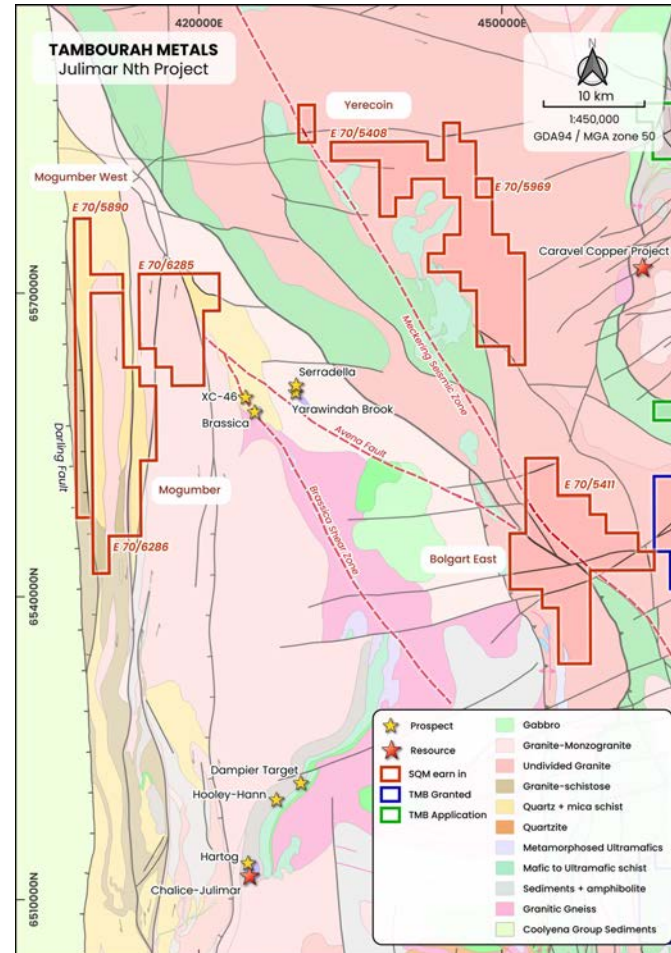 420000E
450000E
TAMBOURAH METALS
Julimar Nth Project
N
10 km
1:450,000
GDA94 / MGA zone 50
Yerecoin
E 70/5408
E 70/5969
Mogumber West
E 70/5890
E 70/6285
Caravel Copper Project
6570000N
Meckering Seismic Zone
Serradella
XC-46
Yarawindah Brook
Brassica
Avena Fault
Darling Fault
Mogumber
E 70/5411
Brassica Shear Zone
E 70/6286
Bolgart East
6540000N
Dampier Target
Hooley-Hann
Hartog
Chalice-Julimar
6510000N
Prospect
Resource
SQM earn in
TMB Granted
TMB Application
Gabbro
Granite-Monzogranite
Undivided Granite
Granite-schistose
Quartz + mica schist
Quartzite
Metamorphosed Ultramafics
Mafic to Ultramafic schist
Sediments + amphibolite
Granitic Gneiss
Coolyena Group Sediments